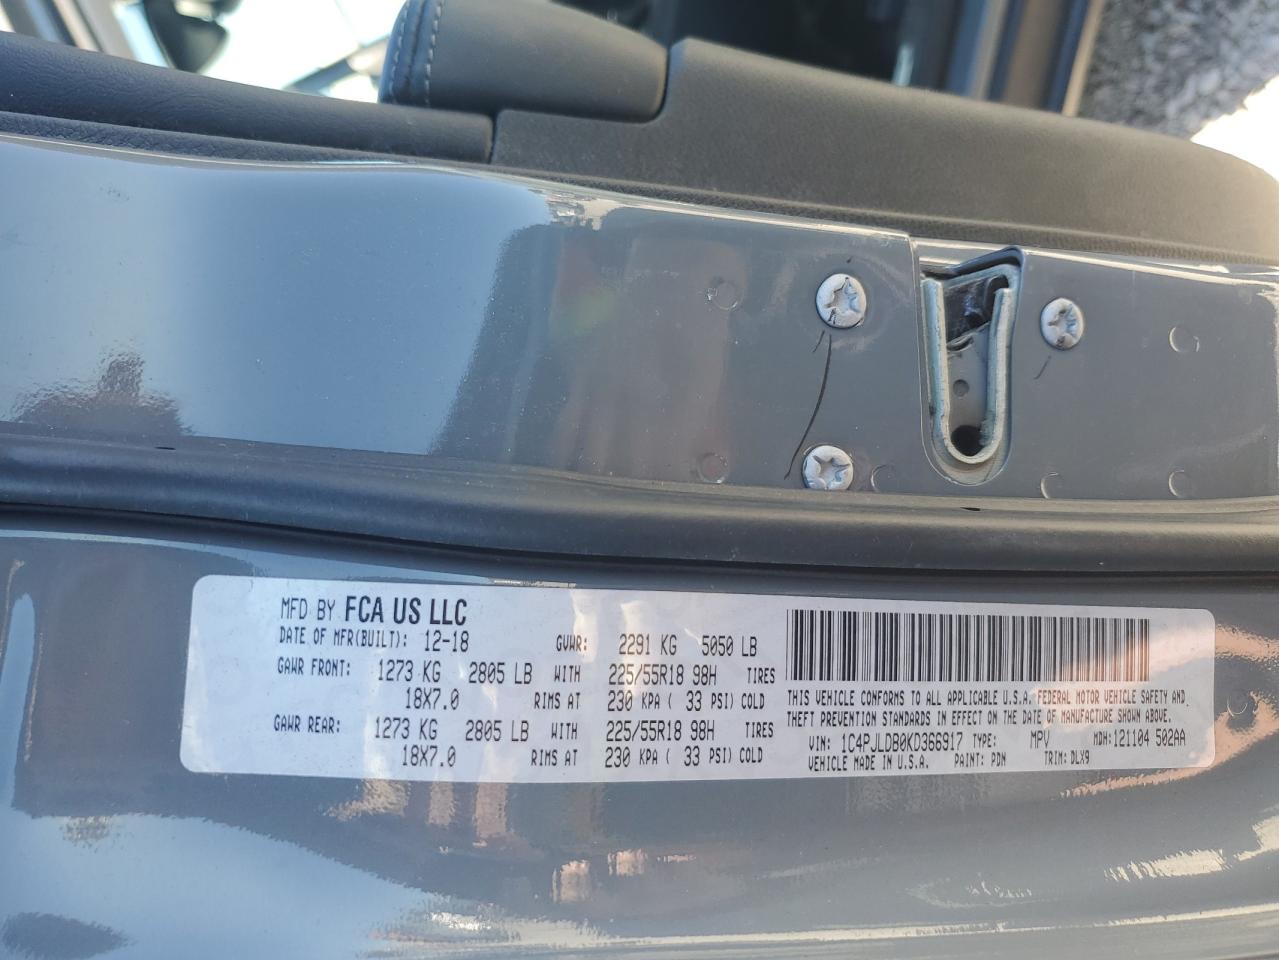 MFD BY FCA US LLC
DATE OF MFR(BUILT): 12-18 GVWR: 2291 KG 5050 LB
GAWR FRONT: 1273 KG 2805 LB WITH 225/55R18 98H TIRES
18X7.0 RIMS AT 230 KPA ( 33 PSI) COLD
GAWR REAR: 1273 KG 2805 LB WITH 225/55R18 98H TIRES
18X7.0 RIMS AT 230 KPA ( 33 PSI) COLD
THIS VEHICLE CONFORMS TO ALL APPLICABLE U.S.A. FEDERAL MOTOR VEHICLE SAFETY AND
THEFT PREVENTION STANDARDS IN EFFECT ON THE DATE OF MANUFACTURE SHOWN ABOVE.
VIN: 1C4PJLDB0KD366917 TYPE: MPV MDH:121104 502AA
VEHICLE MADE IN U.S.A. PAINT: PDN TRIM: DLX9